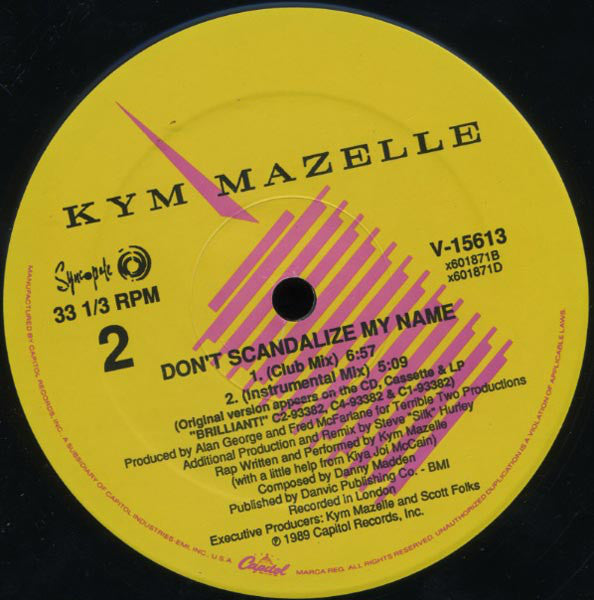 KYM MAZELLE
Syncopate
33 1/3 RPM
2
V-15613
x601871B
x601871D
DON'T SCANDALIZE MY NAME
1. (Club Mix) 6:57
2. (Instrumental Mix) 5:09
(Original version appears on the CD, Cassette & LP
"BRILLIANT!" C2-93382, C4-93382 & C1-93382)
Produced by Alan George and Fred McFarlane for Terrible Two Productions
Additional Production and Remix by Steve "Silk" Hurley
Rap Written and Performed by Kym Mazelle
(with a little help from Kiya Joi McCain)
Composed by Danny Madden
Published by Danvic Publishing Co. - BMI
Recorded in London
Executive Producers: Kym Mazelle and Scott Folks
℗ 1989 Capitol Records, Inc.
MANUFACTURED BY CAPITOL RECORDS, INC. A SUBSIDIARY OF CAPITOL INDUSTRIES-EMI, INC., U.S.A. Capitol MARCA REG. ALL RIGHTS RESERVED. UNAUTHORIZED DUPLICATION IS A VIOLATION OF APPLICABLE LAWS.